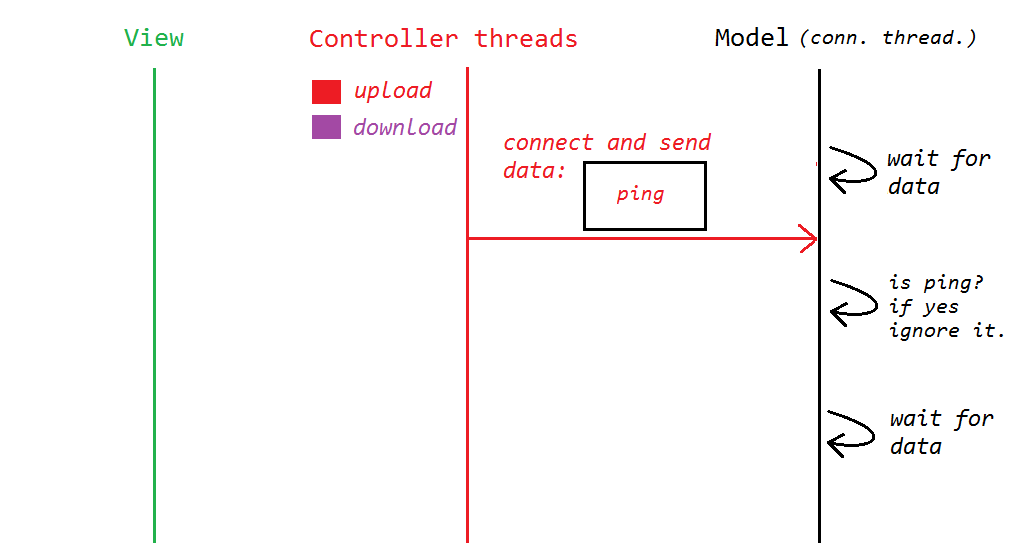 View
Controller threads
Model (conn. thread.)
upload
download
connect and send
data:
ping
wait for
data
is ping?
if yes
ignore it.
wait for
data